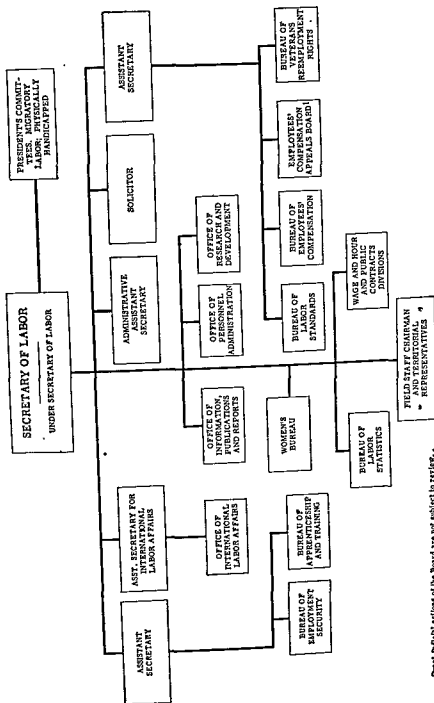 SECRETARY OF LABOR
UNDER SECRETARY OF LABOR
PRESIDENT'S COMMIT-
TEES, MIGRATORY
LABOR; PHYSICALLY
HANDICAPPED
ASSISTANT
SECRETARY
ASST. SECRETARY FOR
INTERNATIONAL
LABOR AFFAIRS
ADMINISTRATIVE
ASSISTANT
SECRETARY
SOLICITOR
ASSISTANT
SECRETARY
OFFICE OF
INTERNATIONAL
LABOR AFFAIRS
OFFICE OF
INFORMATION,
PUBLICATIONS
AND REPORTS
OFFICE OF
PERSONNEL
ADMINISTRATION
OFFICE OF
RESEARCH AND
DEVELOPMENT
BUREAU OF
EMPLOYMENT
SECURITY
BUREAU OF
APPRENTICESHIP
AND TRAINING
WOMEN'S
BUREAU
BUREAU OF
LABOR
STANDARDS
BUREAU OF
EMPLOYEES'
COMPENSATION
EMPLOYEES'
COMPENSATION
APPEALS BOARD1
BUREAU OF
VETERANS
REEMPLOYMENT
RIGHTS
BUREAU OF
LABOR
STATISTICS
WAGE AND HOUR
AND PUBLIC
CONTRACTS
DIVISIONS
FIELD STAFF CHAIRMAN
AND TERRITORIAL
REPRESENTATIVES
actions of the Board are not subject to review.